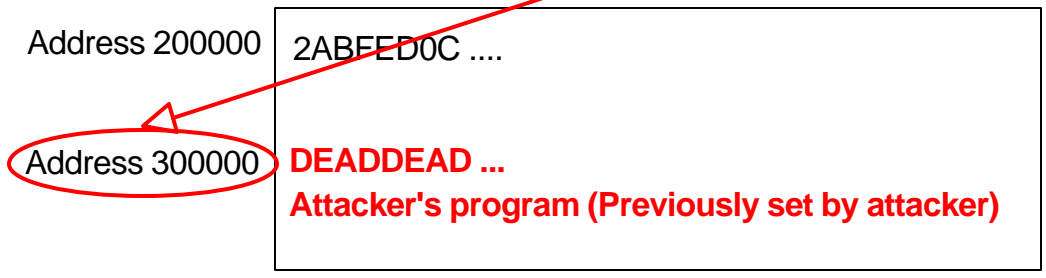 Address 200000 2ABFED0C ....
Address 300000 DEADDEAD ...
Attacker's program (Previously set by attacker)